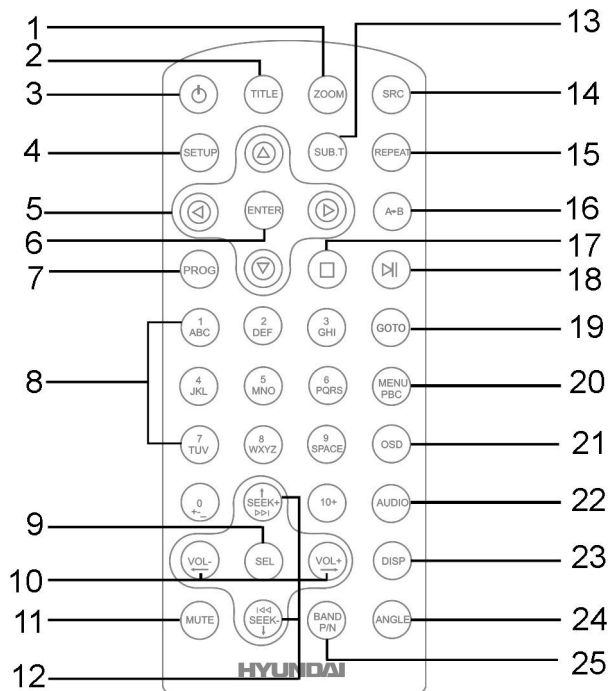 1
2
3
4
5
6
7
8
9
10
11
12
TITLE
ZOOM
SRC
SETUP
SUB.T
REPEAT
ENTER
A+B
PROG
1
ABC
2
DEF
3
GHI
GOTO
4
JKL
5
MNO
6
PQRS
MENU
PBC
7
TUV
8
WXYZ
9
SPACE
OSD
0
+-_
SEEK+
10+
AUDIO
VOL-
SEL
VOL+
DISP
MUTE
SEEK-
BAND
P/N
ANGLE
HYUNDAI
13
14
15
16
17
18
19
20
21
22
23
24
25